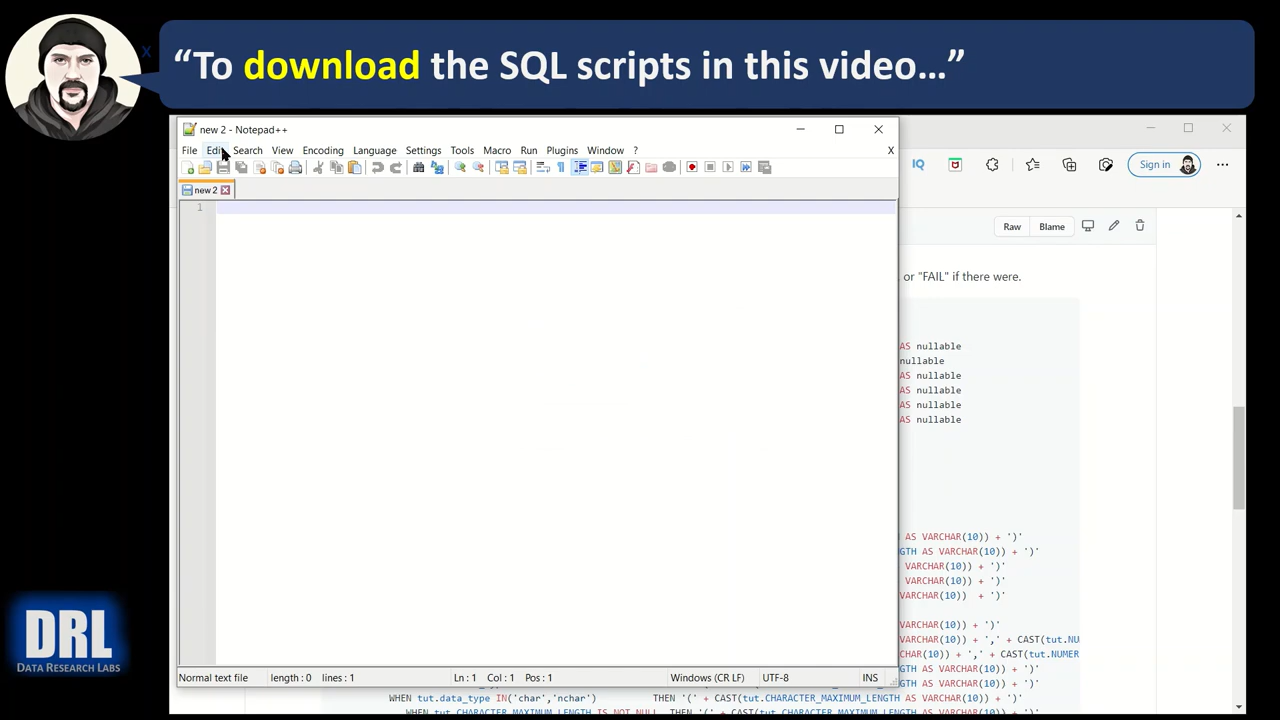 “To download the SQL scripts in this video…”
X
new 2 - Notepad++
File Edit Search View Encoding Language Settings Tools Macro Run Plugins Window ? X
new 2
1
IQ
Sign in
Raw Blame
or "FAIL" if there were.
AS nullable
nullable
AS nullable
AS nullable
AS nullable
AS nullable
AS VARCHAR(10)) + ')'
GTH AS VARCHAR(10)) + ')'
VARCHAR(10)) + ')'
VARCHAR(10)) + ')'
VARCHAR(10)) + ')'
VARCHAR(10)) + ')'
VARCHAR(10)) + ',' + CAST(tut.NU
CHAR(10)) + ',' + CAST(tut.NUMER
GTH AS VARCHAR(10)) + ')'
AS VARCHAR(10)) + ')'
Normal text file length : 0 lines : 1 Ln : 1 Col : 1 Pos : 1 Windows (CR LF) UTF-8 INS
WHEN tut.data_type IN('char','nchar') THEN '(' + CAST(tut.CHARACTER_MAXIMUM_LENGTH AS VARCHAR(10)) + ')'
DRL
DATA RESEARCH LABS